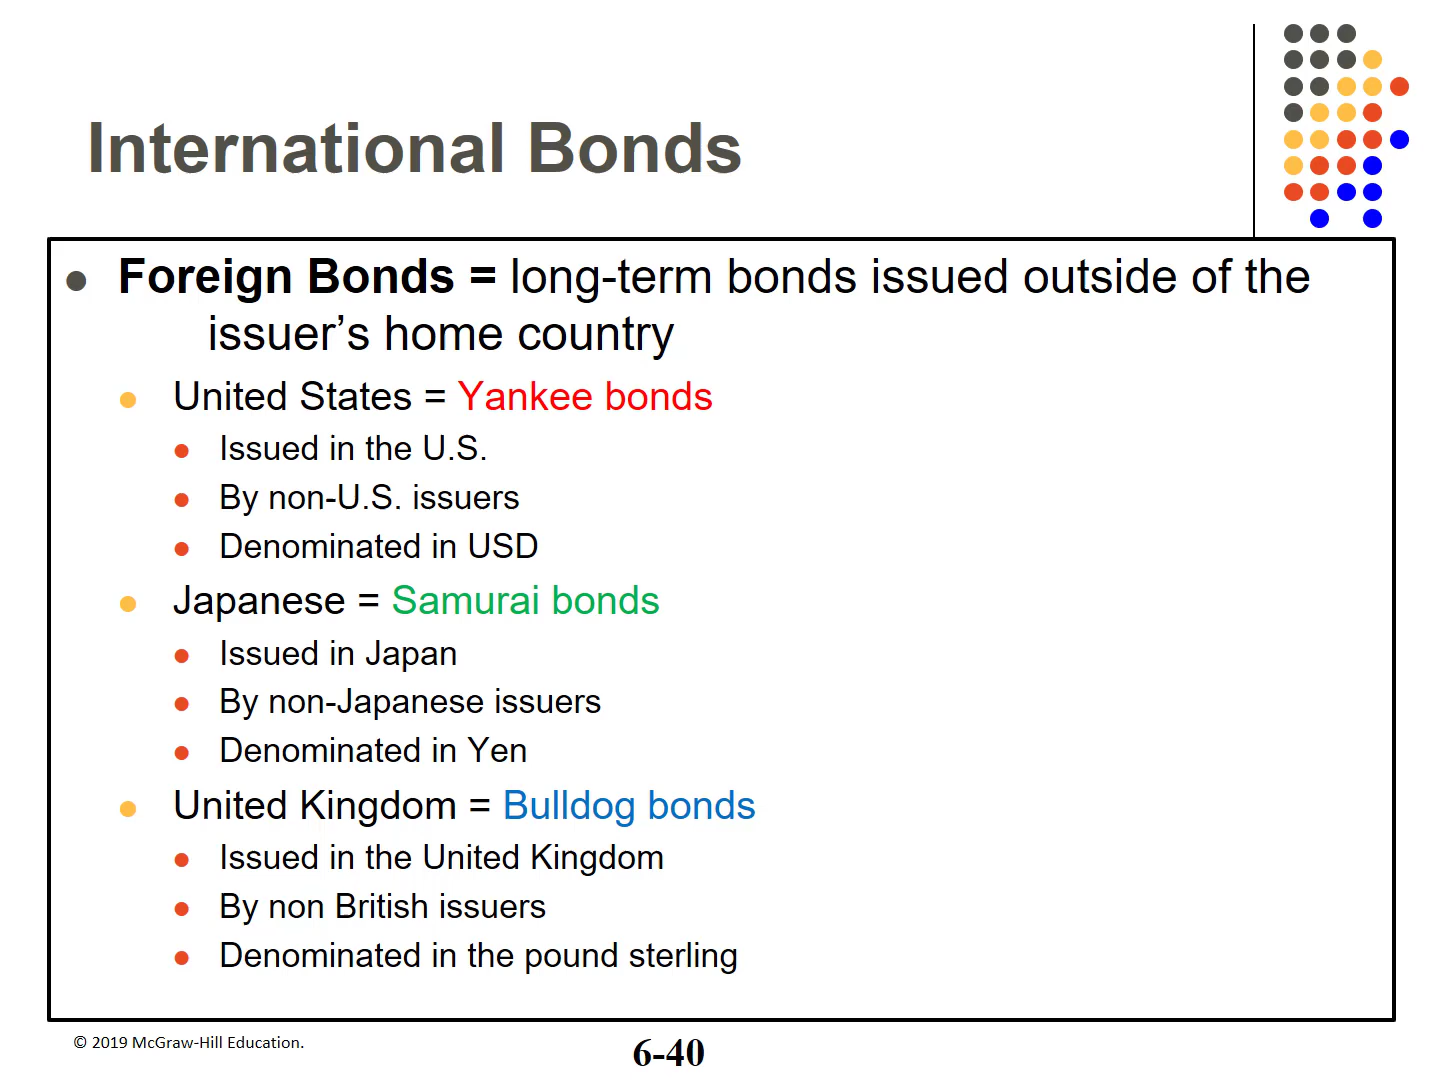 International Bonds
Foreign Bonds = long-term bonds issued outside of the
issuer’s home country
United States = Yankee bonds
Issued in the U.S.
By non-U.S. issuers
Denominated in USD
Japanese = Samurai bonds
Issued in Japan
By non-Japanese issuers
Denominated in Yen
United Kingdom = Bulldog bonds
Issued in the United Kingdom
By non British issuers
Denominated in the pound sterling
© 2019 McGraw-Hill Education.
6-40